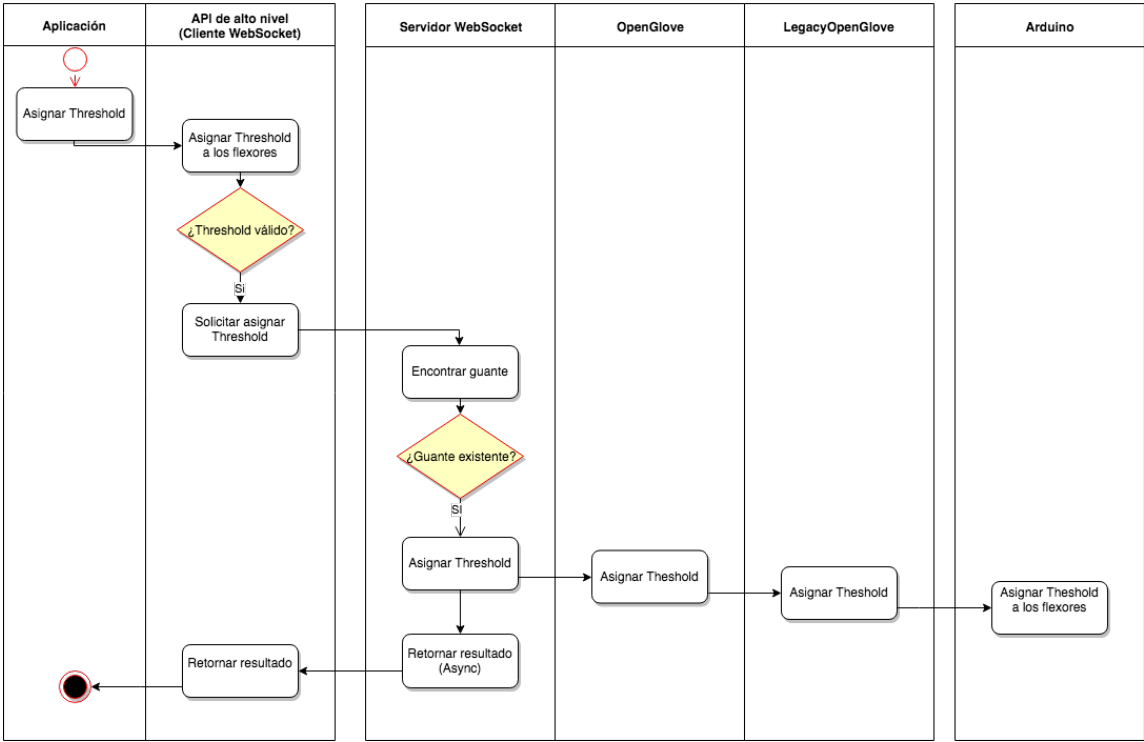 Aplicación
API de alto nivel
(Cliente WebSocket)
Servidor WebSocket
OpenGlove
LegacyOpenGlove
Arduino
Asignar Threshold
Asignar Threshold
a los flexores
¿Threshold válido?
Si
Solicitar asignar
Threshold
Encontrar guante
¿Guante existente?
Si
Asignar Threshold
Asignar Theshold
Asignar Theshold
Asignar Theshold
a los flexores
Retornar resultado
(Async)
Retornar resultado